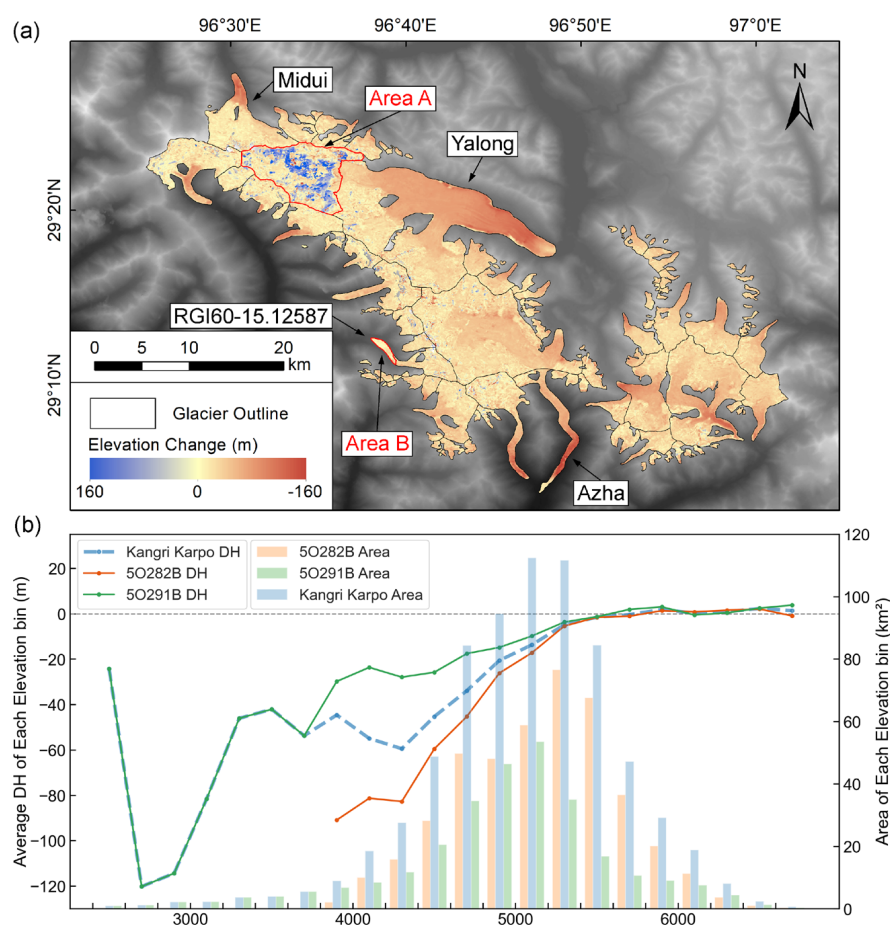 (a)
96°30'E 96°40'E 96°50'E 97°0'E
Midui
Area A
N
Yalong
29°20'N
RGI60-15.12587
0 5 10 20
km
29°10'N
Glacier Outline
Area B
Elevation Change (m)
160 0 -160
Azha
(b)
Kangri Karpo DH
5O282B DH
5O291B DH
5O282B Area
5O291B Area
Kangri Karpo Area
Average DH of Each Elevation bin (m)
20
0
−20
−40
−60
−80
−100
−120
120
100
80
60
40
20
0
Area of Each Elevation bin (km²)
3000 4000 5000 6000